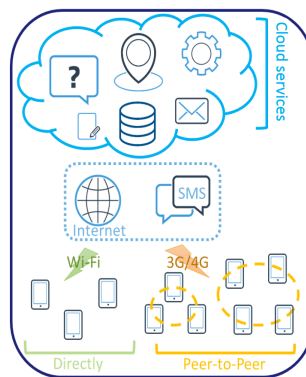 Cloud services
?
SMS
Internet
Wi-Fi
3G/4G
Directly
Peer-to-Peer